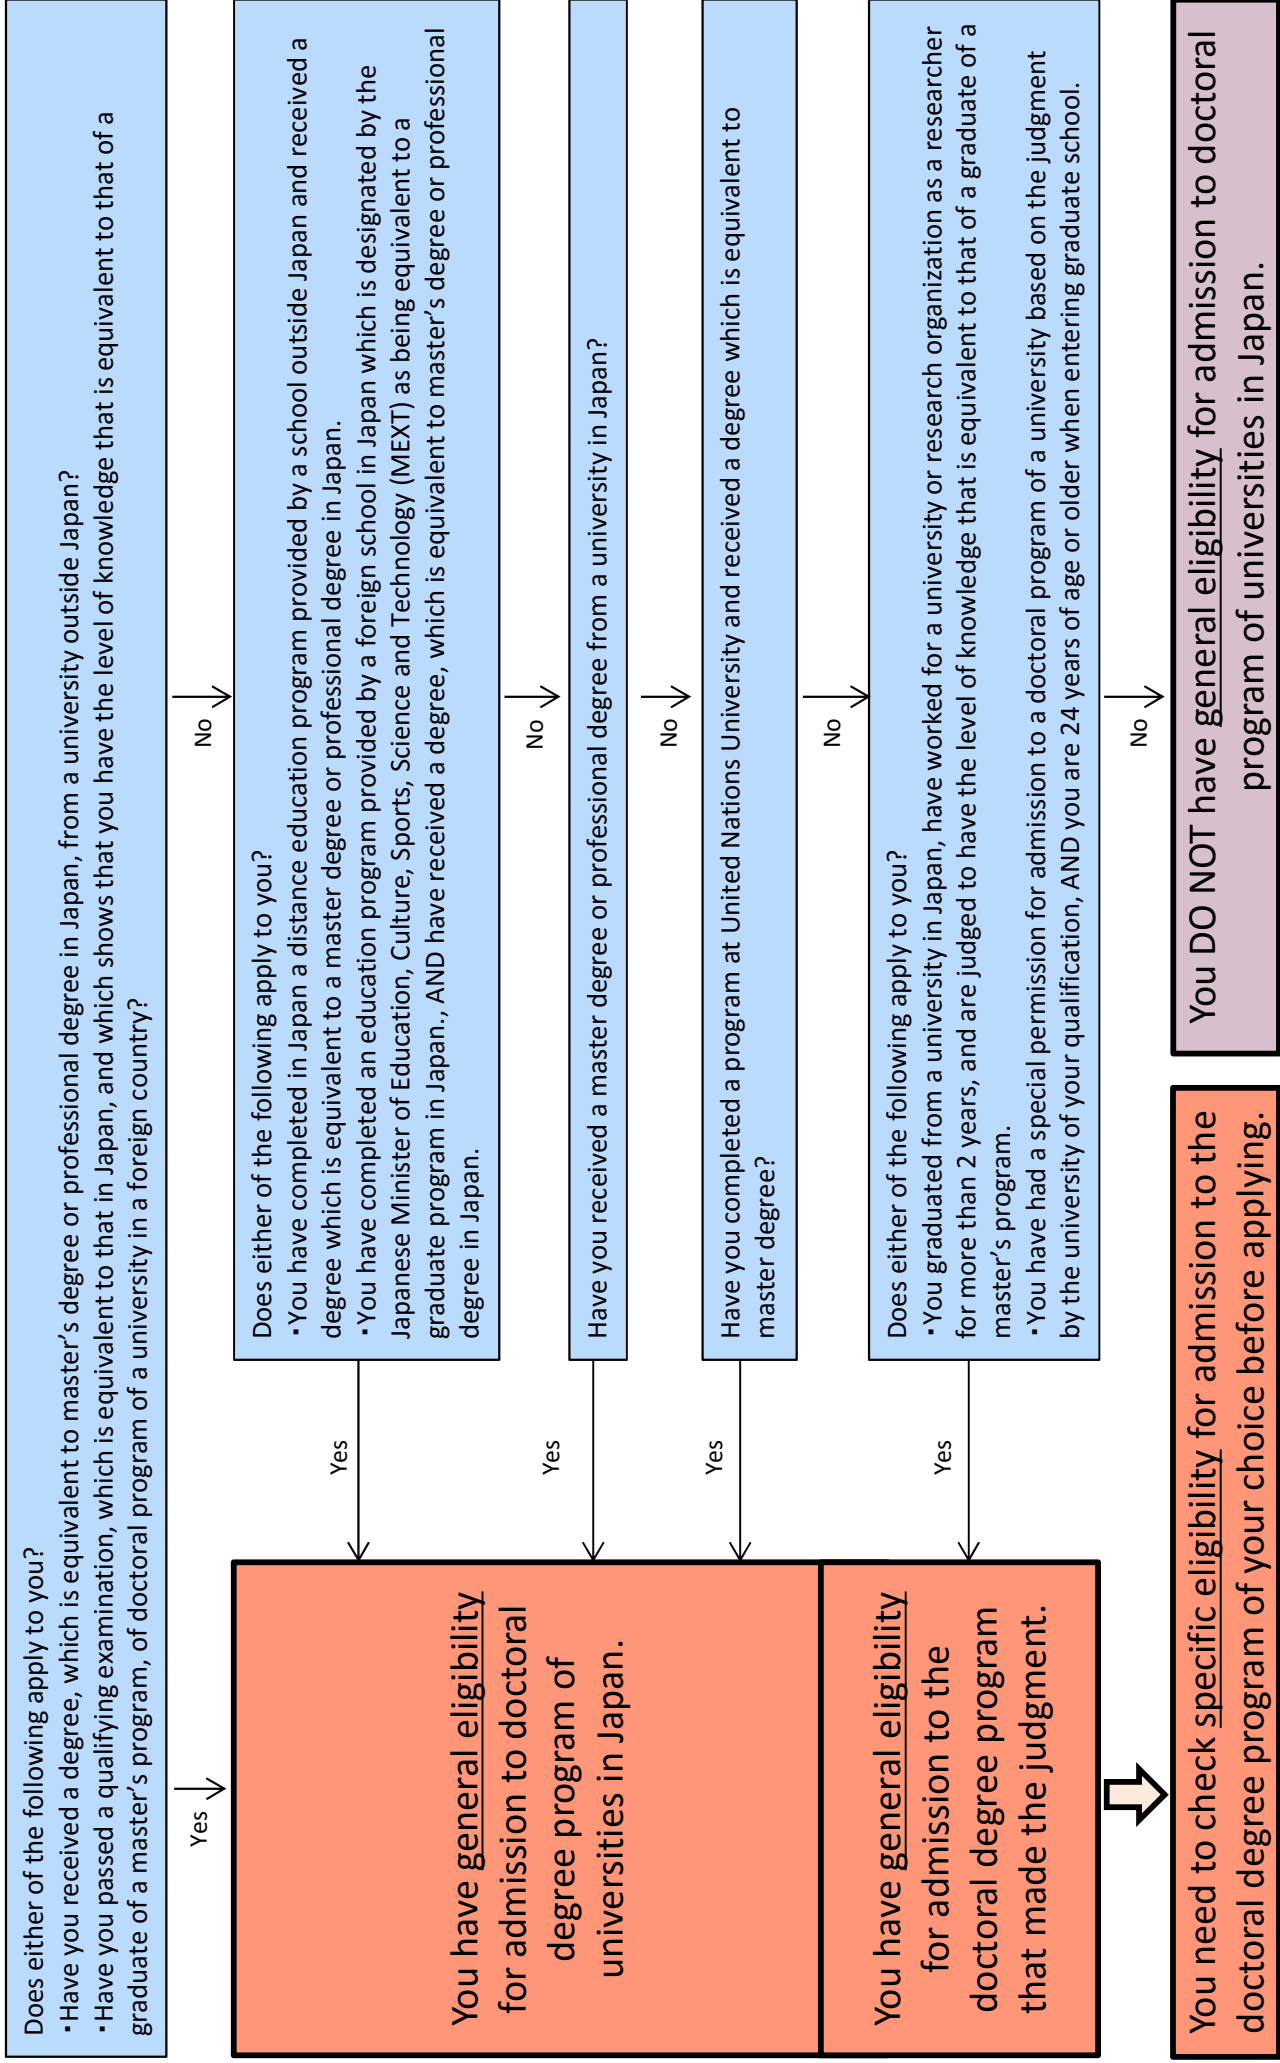 Does either of the following apply to you?
・Have you received a degree, which is equivalent to master's degree or professional degree in Japan, from a university outside Japan?
・Have you passed a qualifying examination, which is equivalent to that in Japan, and which shows that you have the level of knowledge that is equivalent to that of a
graduate of a master's program, of doctoral program of a university in a foreign country?
Yes
No
Does either of the following apply to you?
・You have completed in Japan a distance education program provided by a school outside Japan and received a
degree which is equivalent to a master degree or professional degree in Japan.
・You have completed an education program provided by a foreign school in Japan which is designated by the
Japanese Minister of Education, Culture, Sports, Science and Technology (MEXT) as being equivalent to a
graduate program in Japan., AND have received a degree, which is equivalent to master's degree or professional
degree in Japan.
Yes
No
Have you received a master degree or professional degree from a university in Japan?
Yes
No
Have you completed a program at United Nations University and received a degree which is equivalent to
master degree?
Yes
No
You have general eligibility
for admission to doctoral
degree program of
universities in Japan.
Does either of the following apply to you?
・You graduated from a university in Japan, have worked for a university or research organization as a researcher
for more than 2 years, and are judged to have the level of knowledge that is equivalent to that of a graduate of a
master's program.
・You have had a special permission for admission to a doctoral program of a university based on the judgment
by the university of your qualification, AND you are 24 years of age or older when entering graduate school.
Yes
No
You have general eligibility
for admission to the
doctoral degree program
that made the judgment.
You need to check specific eligibility for admission to the
doctoral degree program of your choice before applying.
You DO NOT have general eligibility for admission to doctoral
program of universities in Japan.